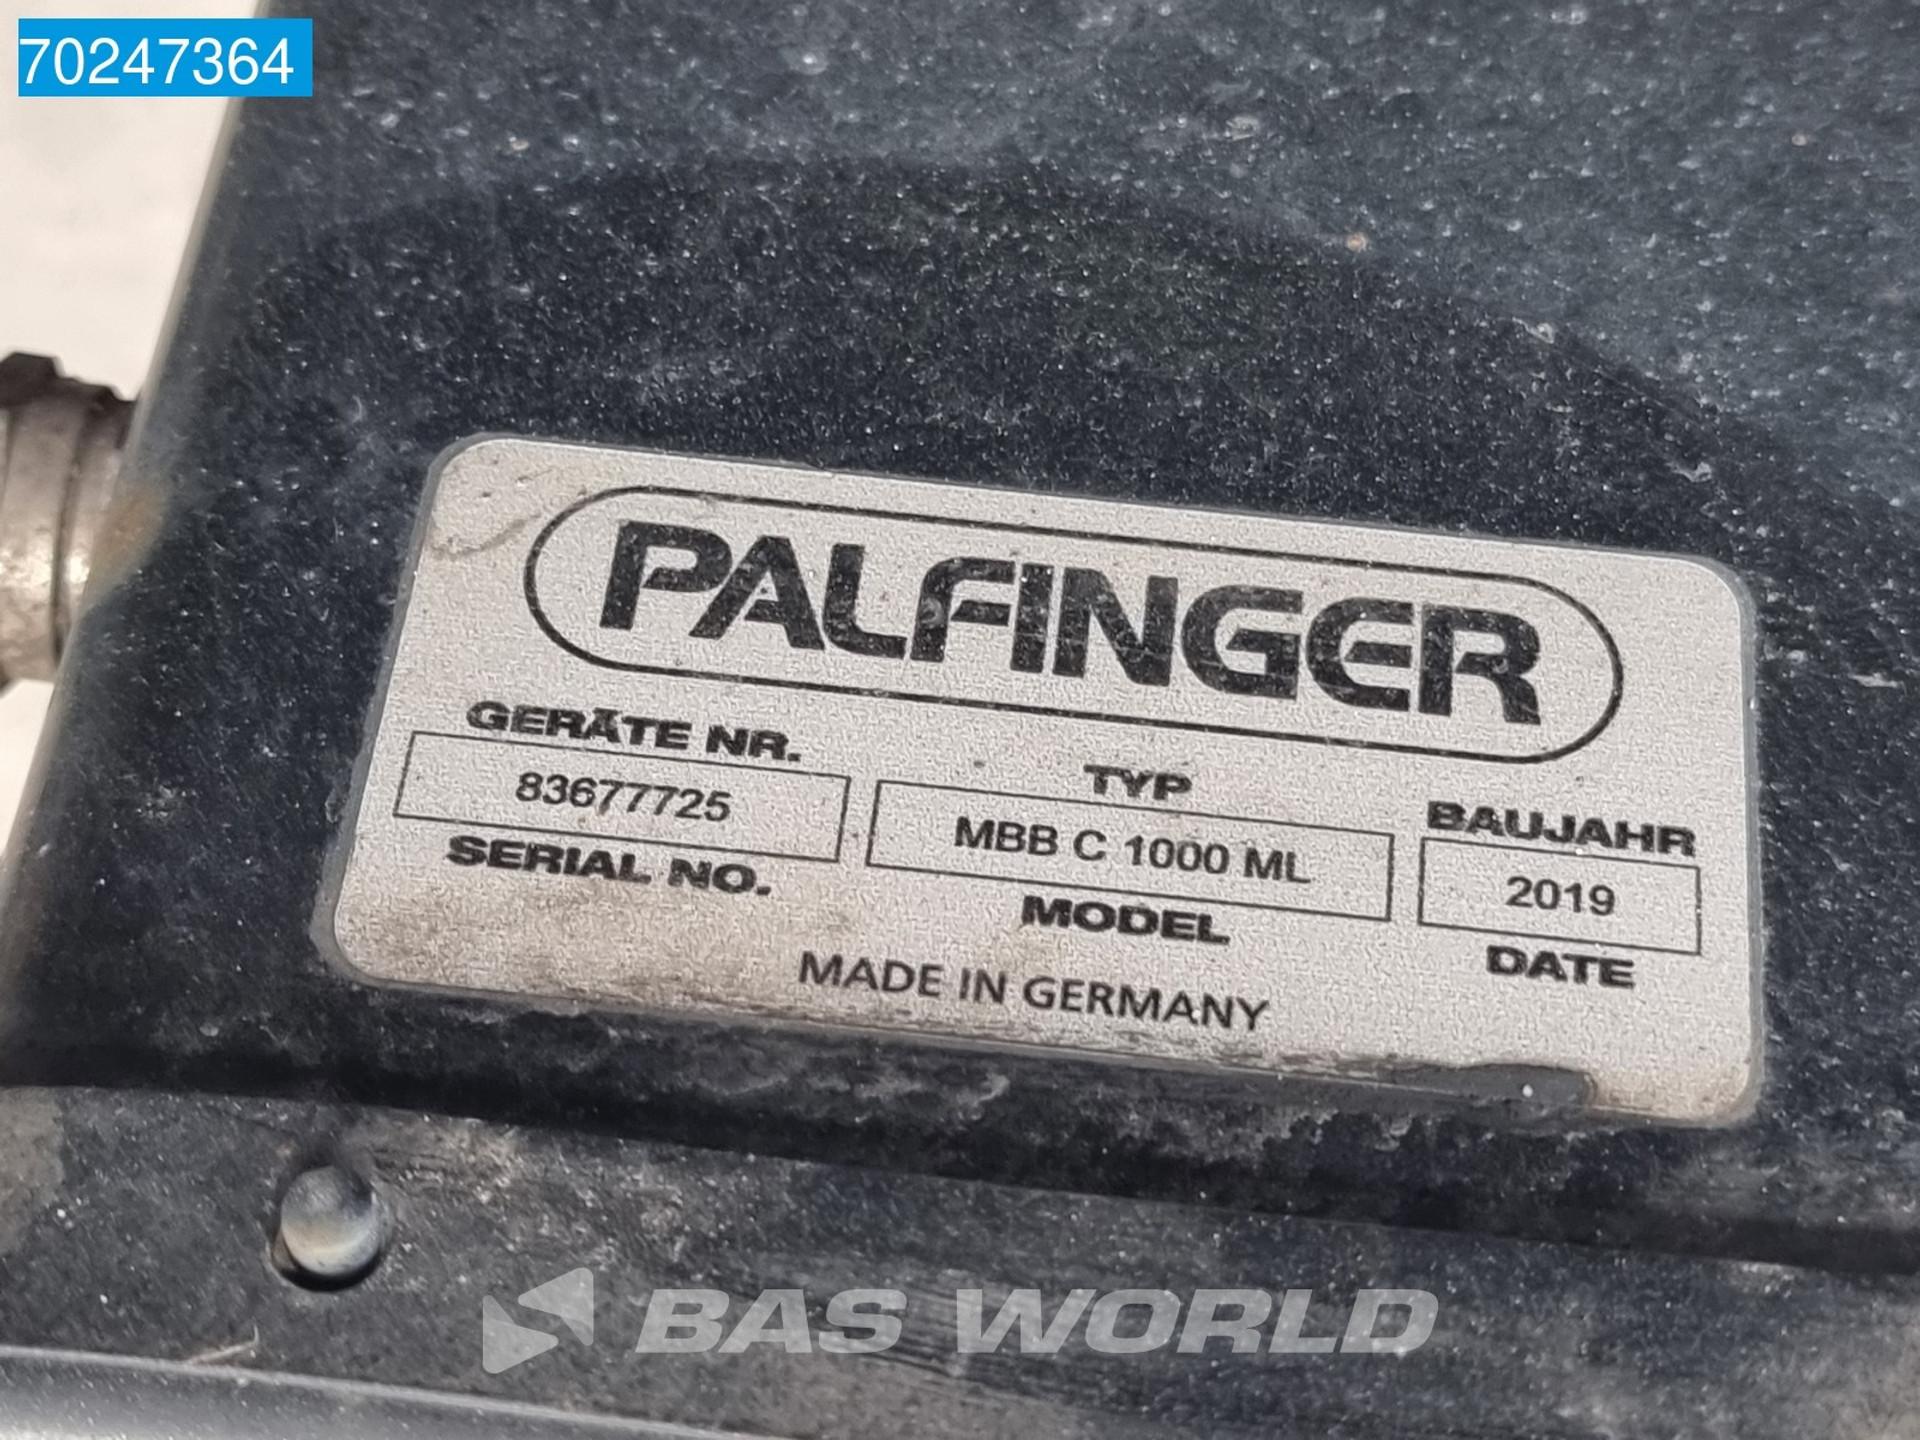 70247364
PALFINGER
GERÄTE NR. TYP BAUJAHR
83677725 MBB C 1000 ML 2019
SERIAL NO. MODEL DATE
MADE IN GERMANY
BAS WORLD